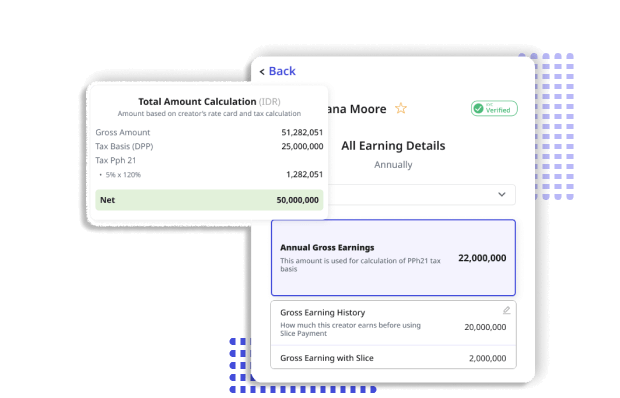 < Back
Total Amount Calculation (IDR)
Amount based on creator's rate card and tax calculation
Gross Amount 51,282,051
Tax Basis (DPP) 25,000,000
Tax Pph 21
• 5% x 120% 1,282,051
Net 50,000,000
ana Moore
Verified
All Earning Details
Annually
Annual Gross Earnings
This amount is used for calculation of PPh21 tax
basis
22,000,000
Gross Earning History
How much this creator earns before using
Slice Payment
20,000,000
Gross Earning with Slice 2,000,000